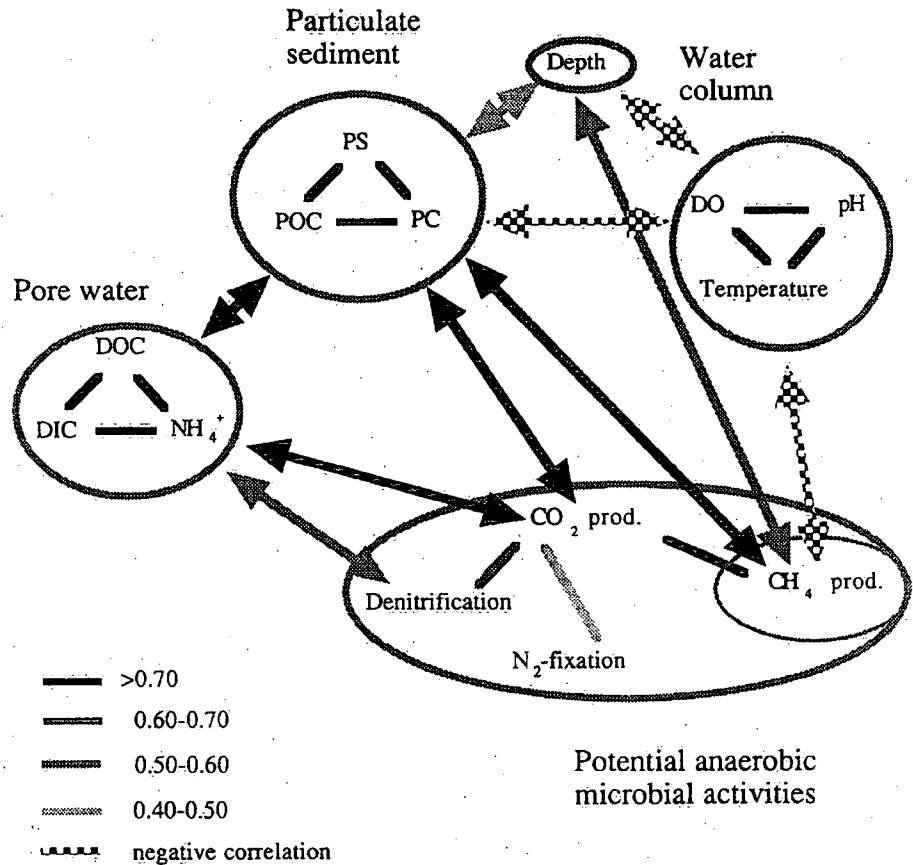 Particulate
sediment
Depth
Water
column
PS
POC
PC
DO
pH
Temperature
Pore water
DOC
DIC
NH₄⁺
CO₂ prod.
Denitrification
N₂-fixation
CH₄ prod.
>0.70
0.60-0.70
0.50-0.60
0.40-0.50
negative correlation
Potential anaerobic
microbial activities